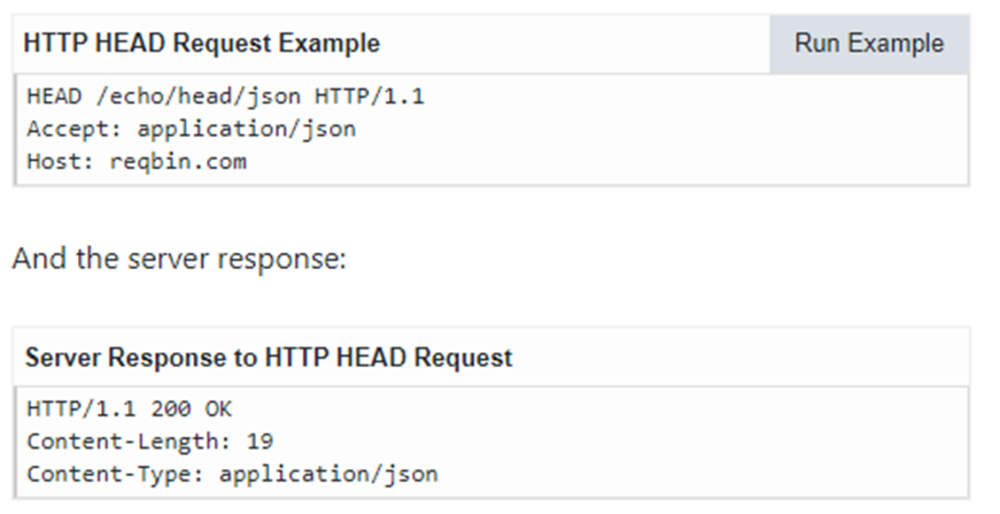 HTTP HEAD Request Example
Run Example
HEAD /echo/head/json HTTP/1.1
Accept: application/json
Host: reqbin.com
And the server response:
Server Response to HTTP HEAD Request
HTTP/1.1 200 OK
Content-Length: 19
Content-Type: application/json